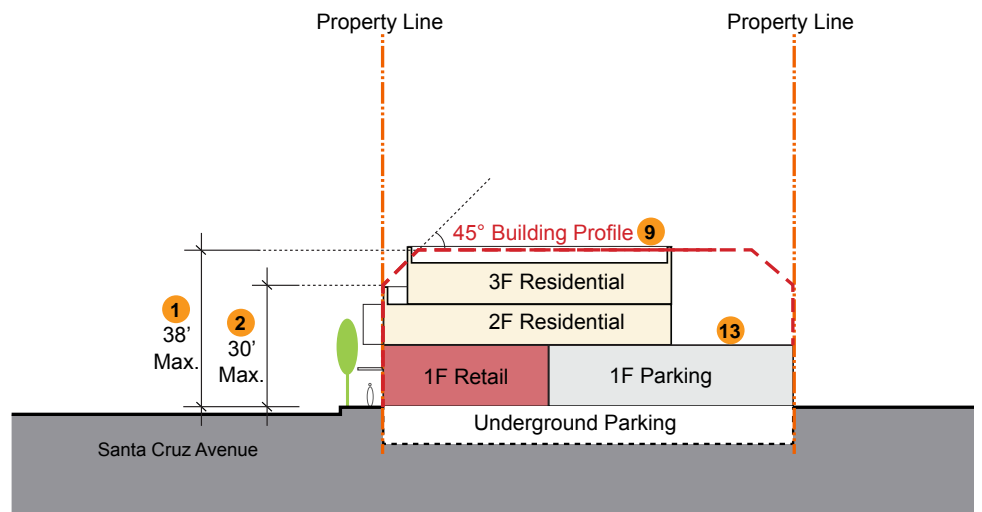 Property Line
Property Line
45° Building Profile 9
3F Residential
1
38’
Max.
2
30’
Max.
2F Residential
13
1F Retail
1F Parking
Underground Parking
Santa Cruz Avenue